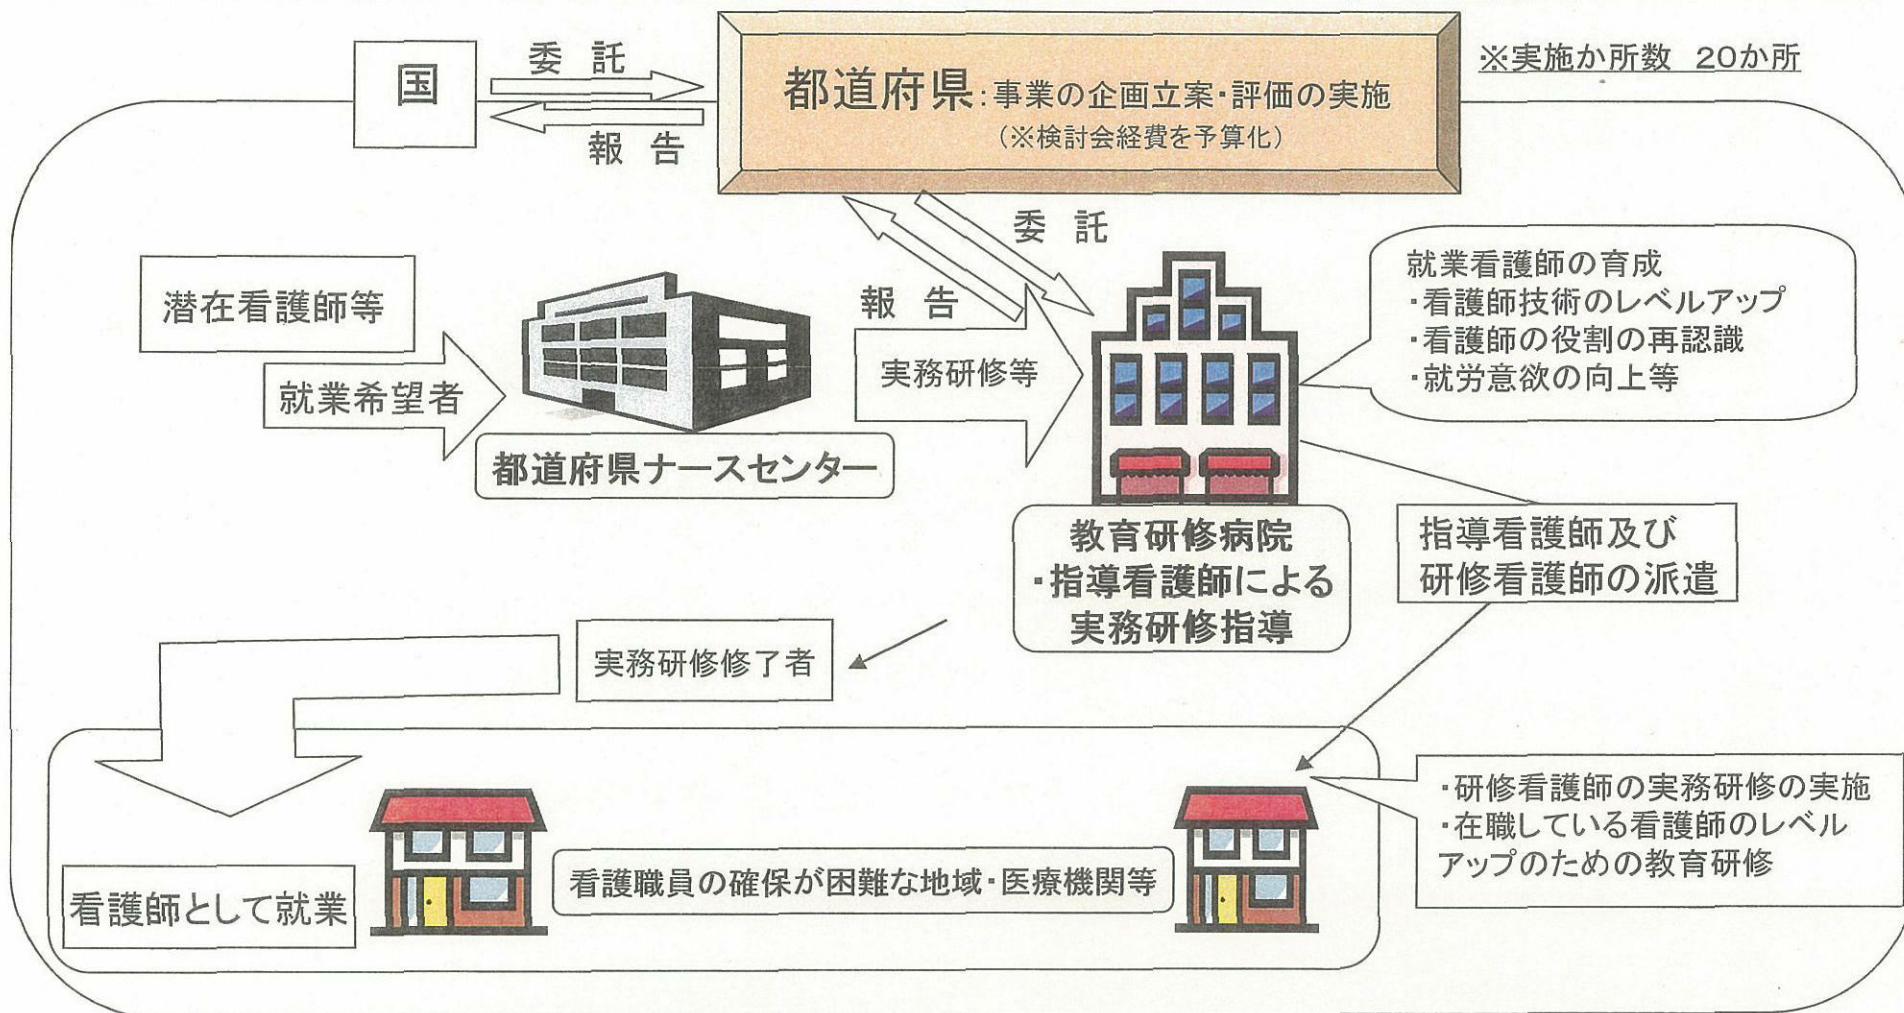 国
委 託
報 告
都道府県：事業の企画立案・評価の実施
（※検討会経費を予算化）
※実施か所数 20か所
委 託
報 告
潜在看護師等
就業希望者
都道府県ナースセンター
実務研修等
就業看護師の育成
・看護師技術のレベルアップ
・看護師の役割の再認識
・就労意欲の向上等
教育研修病院
・指導看護師による
実務研修指導
指導看護師及び
研修看護師の派遣
実務研修修了者
看護師として就業
看護職員の確保が困難な地域・医療機関等
・研修看護師の実務研修の実施
・在職している看護師のレベル
アップのための教育研修